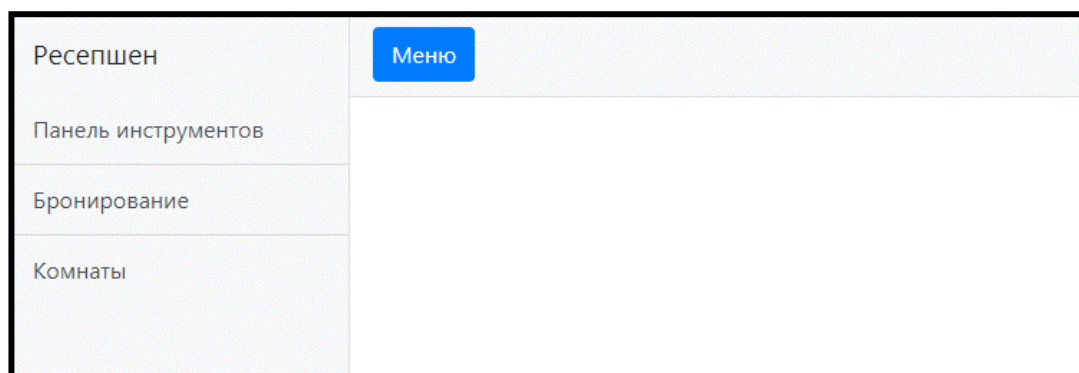 Ресепшен
Меню
Панель инструментов
Бронирование
Комнаты